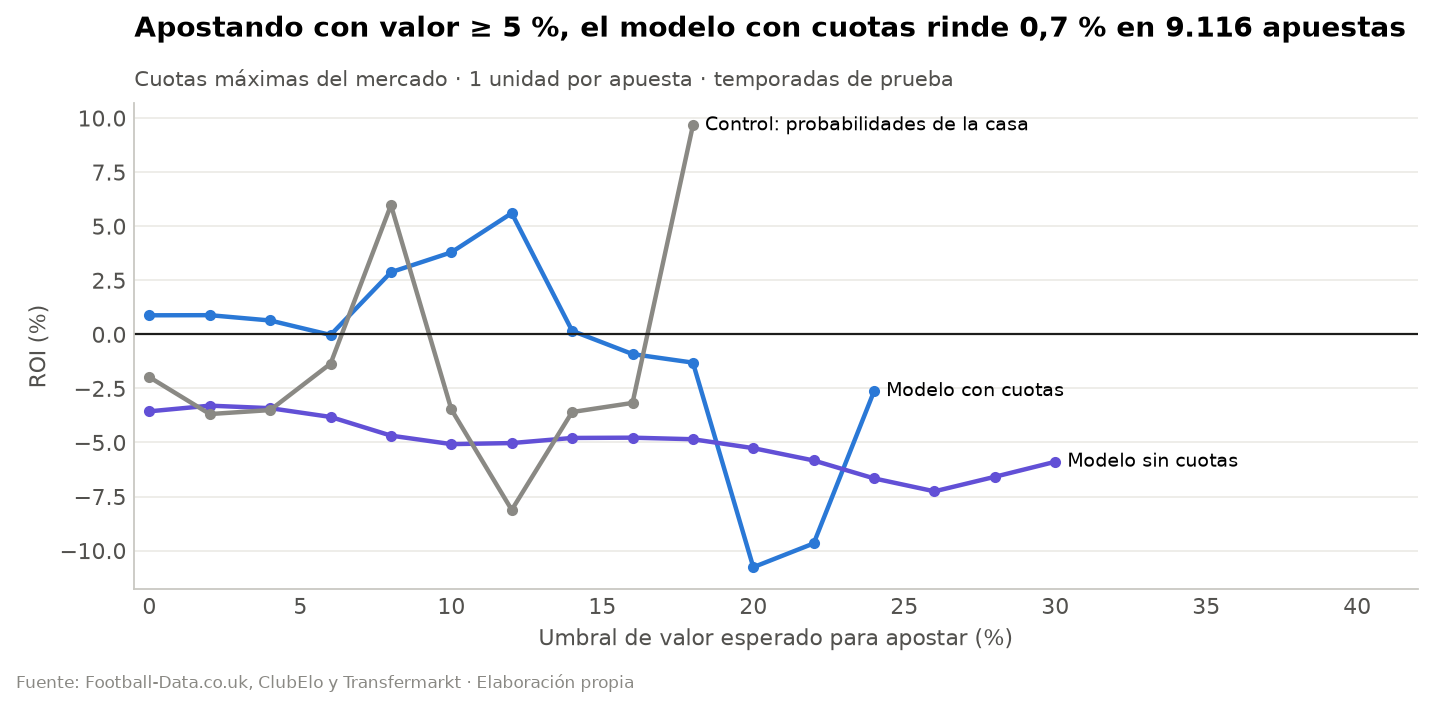 Apostando con valor ≥ 5 %, el modelo con cuotas rinde 0,7 % en 9.116 apuestas
Cuotas máximas del mercado · 1 unidad por apuesta · temporadas de prueba
10.0
7.5
5.0
2.5
0.0
−2.5
−5.0
−7.5
−10.0
ROI (%)
Control: probabilidades de la casa
Modelo con cuotas
Modelo sin cuotas
0 5 10 15 20 25 30 35 40
Umbral de valor esperado para apostar (%)
Fuente: Football-Data.co.uk, ClubElo y Transfermarkt · Elaboración propia